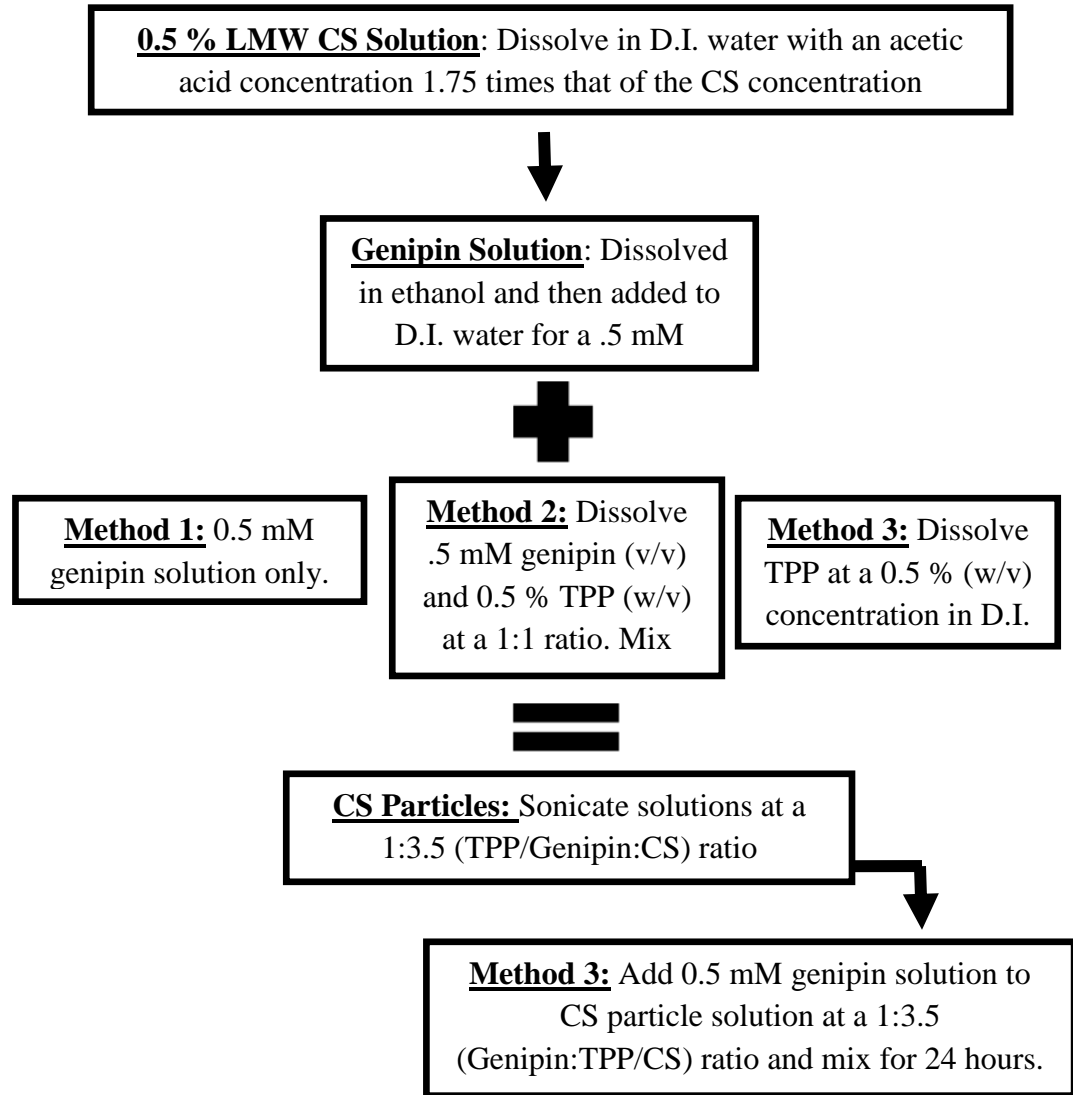 0.5 % LMW CS Solution: Dissolve in D.I. water with an acetic
acid concentration 1.75 times that of the CS concentration
Genipin Solution: Dissolved
in ethanol and then added to
D.I. water for a .5 mM
Method 1: 0.5 mM
genipin solution only.
Method 2: Dissolve
.5 mM genipin (v/v)
and 0.5 % TPP (w/v)
at a 1:1 ratio. Mix
Method 3: Dissolve
TPP at a 0.5 % (w/v)
concentration in D.I.
CS Particles: Sonicate solutions at a
1:3.5 (TPP/Genipin:CS) ratio
Method 3: Add 0.5 mM genipin solution to
CS particle solution at a 1:3.5
(Genipin:TPP/CS) ratio and mix for 24 hours.